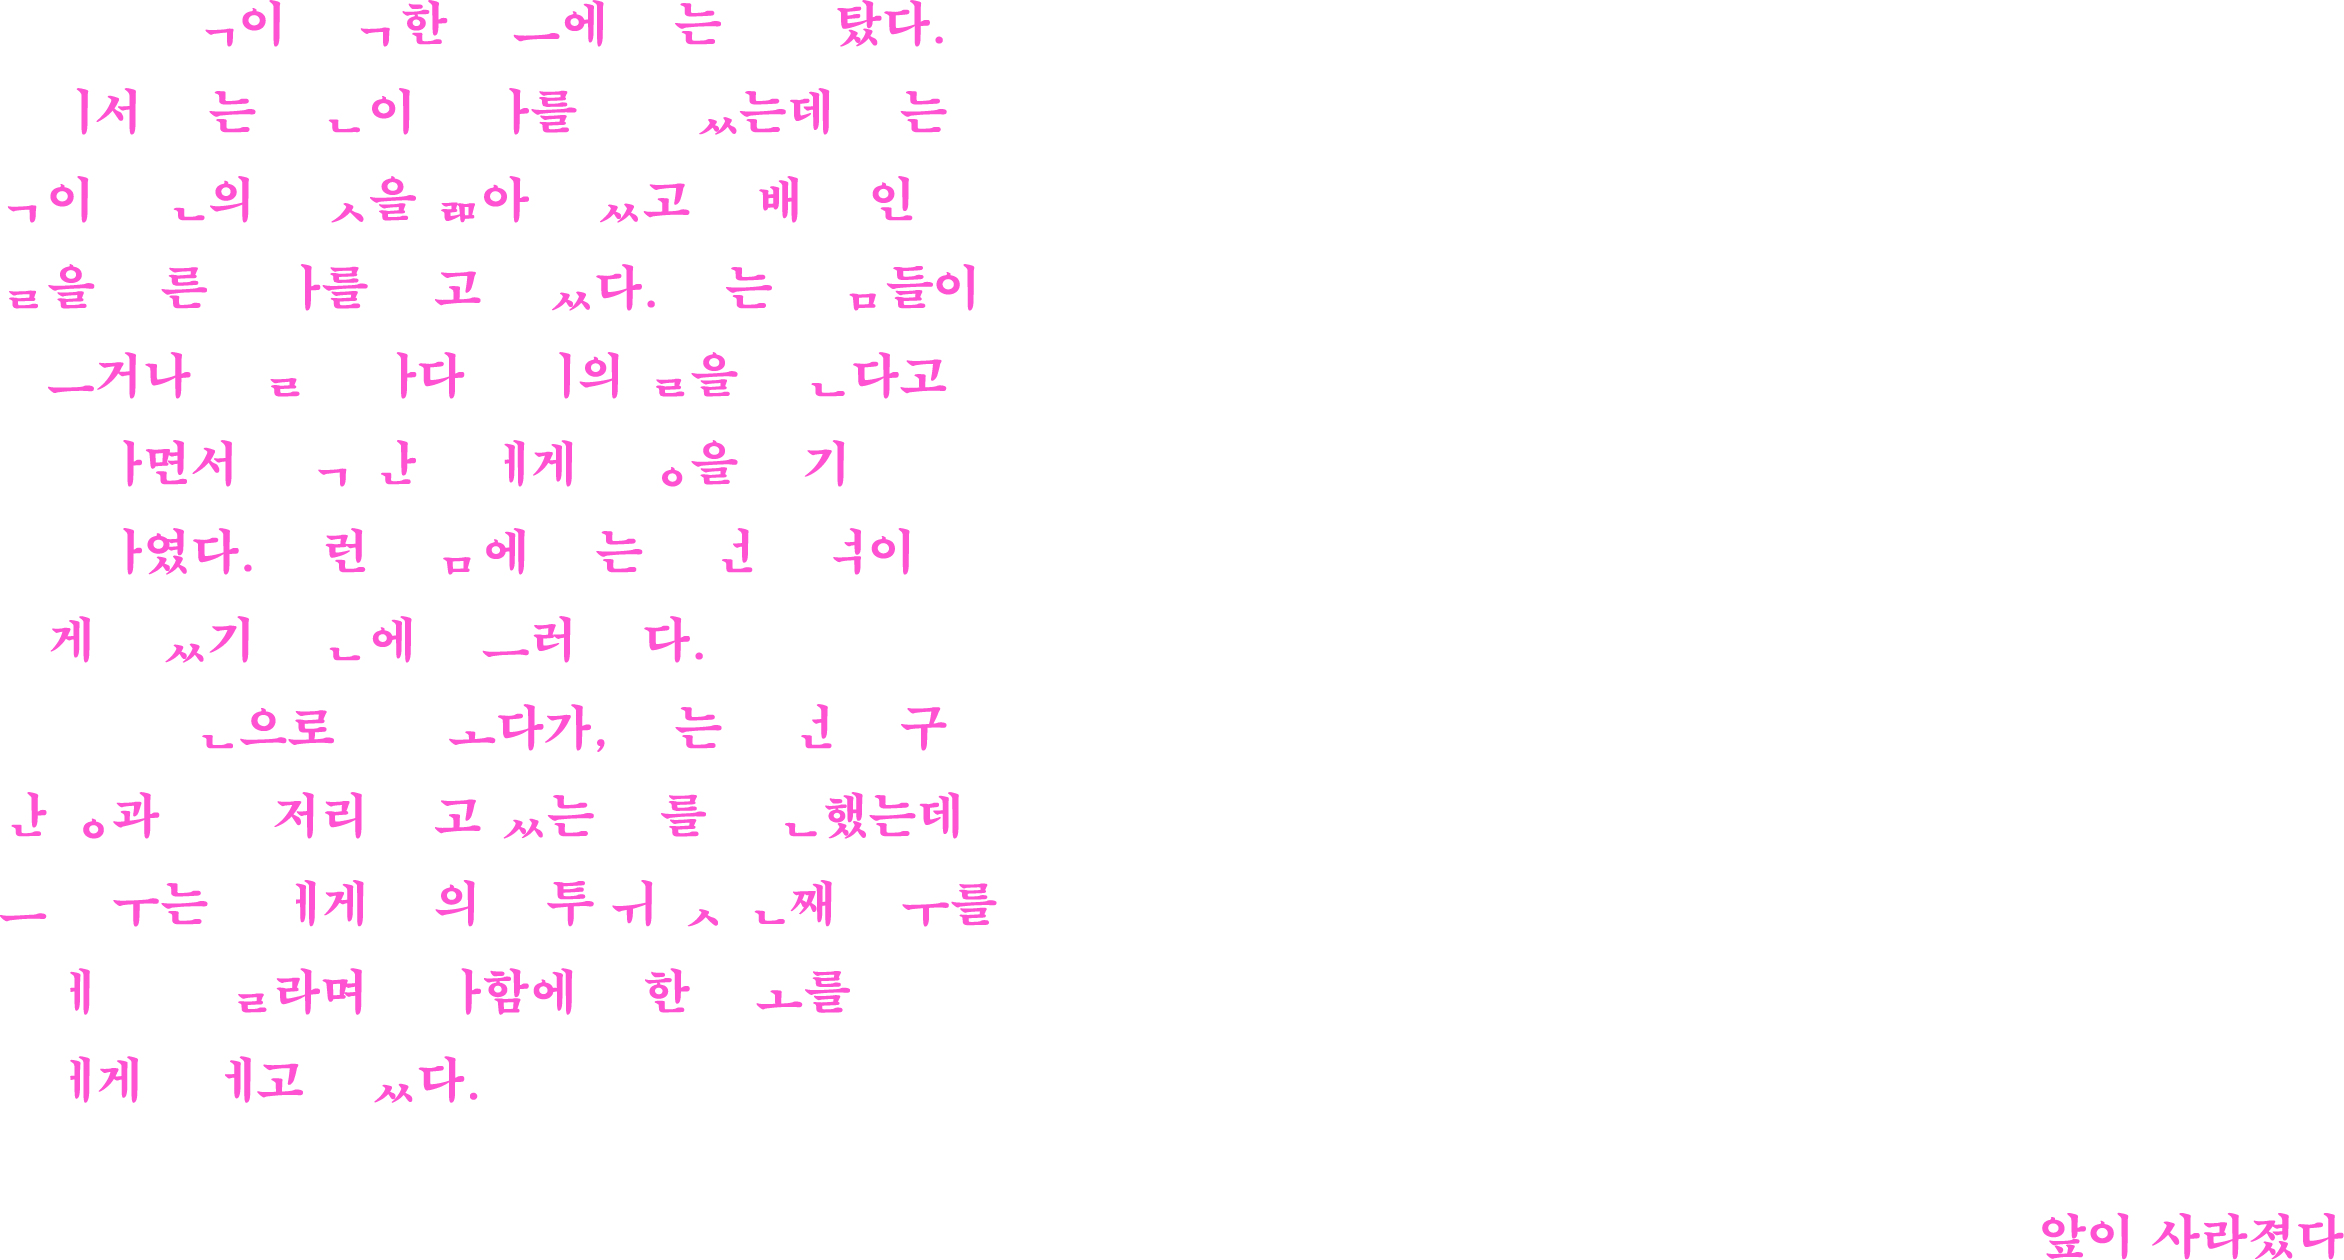 ㄱ이 ㄱ한 ㅡ에 는 탔다.
ㅣ서 는 ㄴ이 ㅏ를 ㅆ는데 는
ㄱ이 ㄴ의 ㅅ을 ㄻ아 ㅆ고 배 인
ㄹ을 른 ㅏ를 고 ㅆ다. 는 ㅁ들이
ㅡ거나 ㄹ ㅏ다 ㅣ의 ㄹ을 ㄴ다고
ㅏ면서 ㄱ ㅏㄴ ㅔ게 ㅇ을 기
ㅏ였다. 런 ㅁ에 는 ㅓㄴ ㅓㄱ이
게 ㅆ기 ㄴ에 ㅡ러 다.
ㄴ으로 ㅗ다가, 는 ㅓㄴ 구
ㅏㄴ ㅇ과 저리 고 ㅆ는 를 ㄴ했는데
ㅡ ㅜ는 ㅔ게 의 투 ㅟ ㅅ ㄴ째 ㅜ를
ㅔ ㄹ라며 ㅏ함에 한 ㅗ를
ㅔ게 ㅔ고 ㅆ다.
앞이 사라졌다